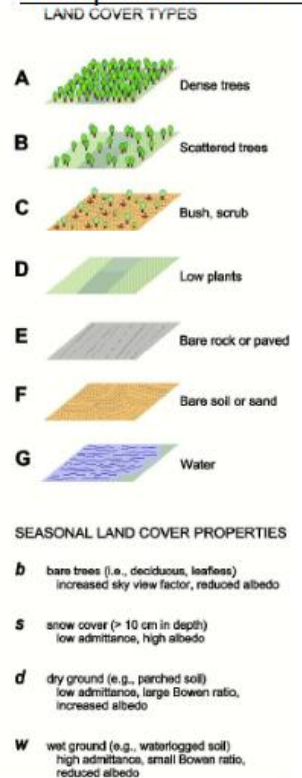 LAND COVER TYPES
A
Dense trees
B
Scattered trees
C
Bush, scrub
D
Low plants
E
Bare rock or paved
F
Bare soil or sand
G
Water
SEASONAL LAND COVER PROPERTIES
b bare trees (i.e., deciduous, leafless)
increased sky view factor, reduced albedo
s snow cover (> 10 cm in depth)
low admittance, high albedo
d dry ground (e.g., parched soil)
low admittance, large Bowen ratio,
increased albedo
w wet ground (e.g., waterlogged soil)
high admittance, small Bowen ratio,
reduced albedo